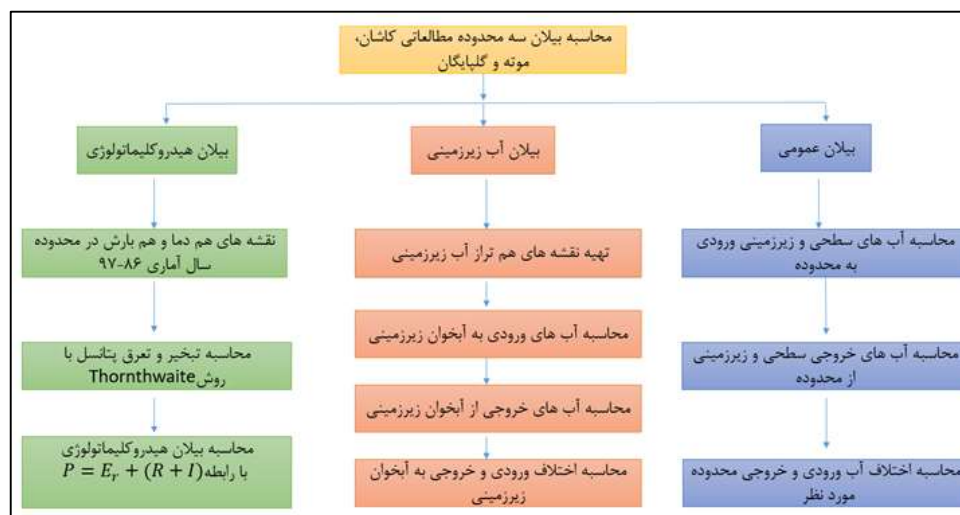 محاسبه بیلان سه محدوده مطالعاتی کاشان،
موته و گلپایگان
بیلان عمومی
بیلان آب زیرزمینی
بیلان هیدروکلیماتولوژی
محاسبه آب های سطحی و زیرزمینی ورودی
به محدوده
تهیه نقشه های هم تراز آب زیرزمینی
نقشه های هم دما و هم بارش در محدوده
سال آماری ۸۶-۹۷
محاسبه آب های ورودی به آبخوان زیرزمینی
محاسبه آب های خروجی سطحی و زیرزمینی
از محدوده
محاسبه تبخیر و تعرق پتانسل با
روش Thornthwaite
محاسبه آب های خروجی از آبخوان زیرزمینی
محاسبه اختلاف آب ورودی و خروجی محدوده
مورد نظر
محاسبه اختلاف ورودی و خروجی به آبخوان
زیرزمینی
محاسبه بیلان هیدروکلیماتولوژی
با رابطه P = E_r + (R + I)